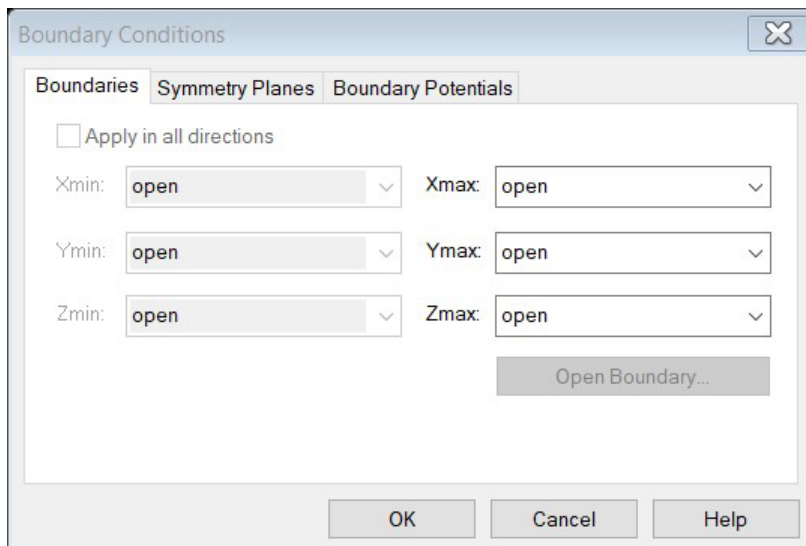 Boundary Conditions
Boundaries Symmetry Planes Boundary Potentials
Apply in all directions
Xmin: open Xmax: open
Ymin: open Ymax: open
Zmin: open Zmax: open
Open Boundary...
OK Cancel Help